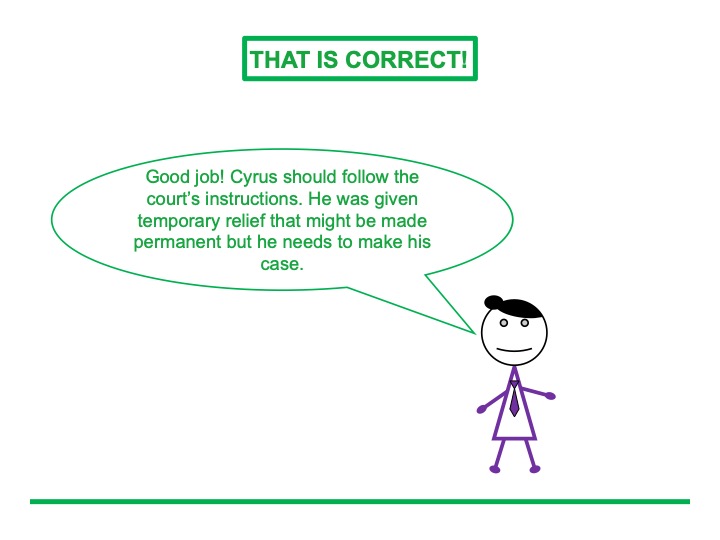 THAT IS CORRECT!
Good job! Cyrus should follow the
court’s instructions. He was given
temporary relief that might be made
permanent but he needs to make his
case.